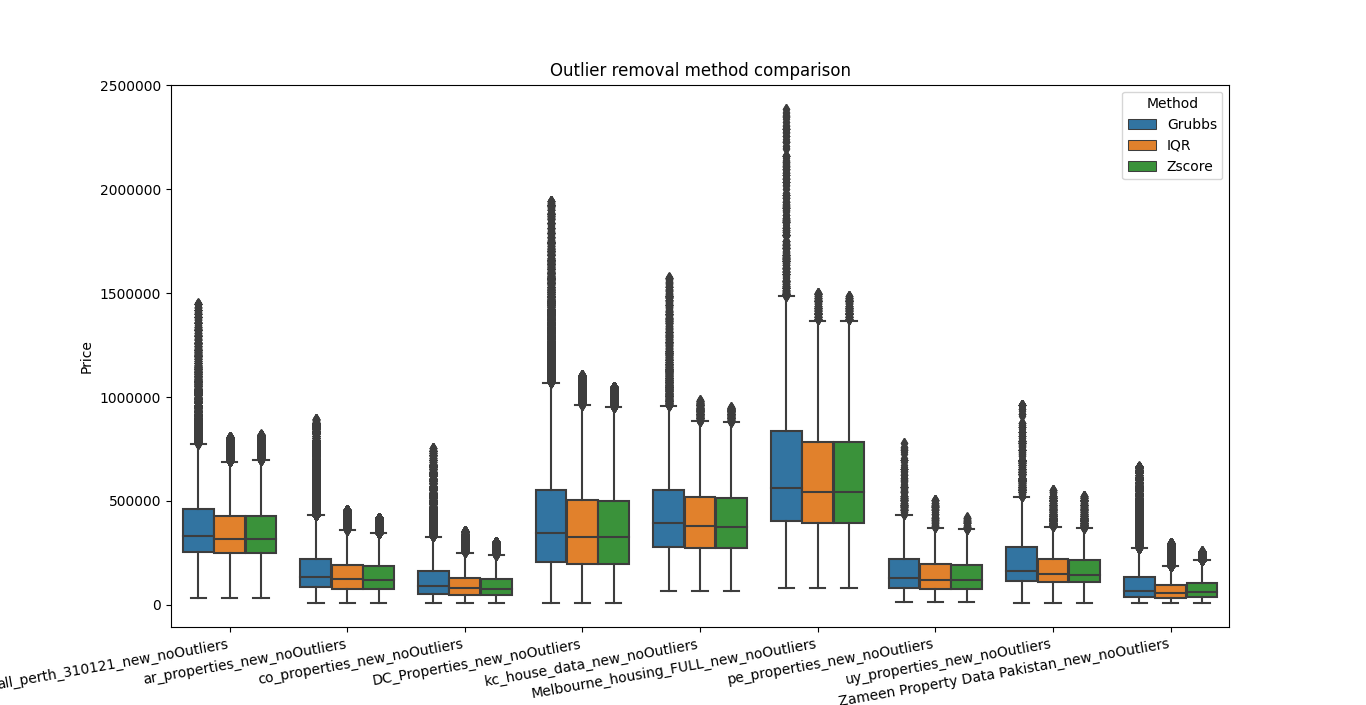 Outlier removal method comparison
Method
Grubbs
IQR
Zscore
Price
2500000
2000000
1500000
1000000
500000
0
all_perth_310121_new_noOutliers
ar_properties_new_noOutliers
co_properties_new_noOutliers
DC_Properties_new_noOutliers
kc_house_data_new_noOutliers
Melbourne_housing_FULL_new_noOutliers
pe_properties_new_noOutliers
uy_properties_new_noOutliers
Zameen Property Data Pakistan_new_noOutliers